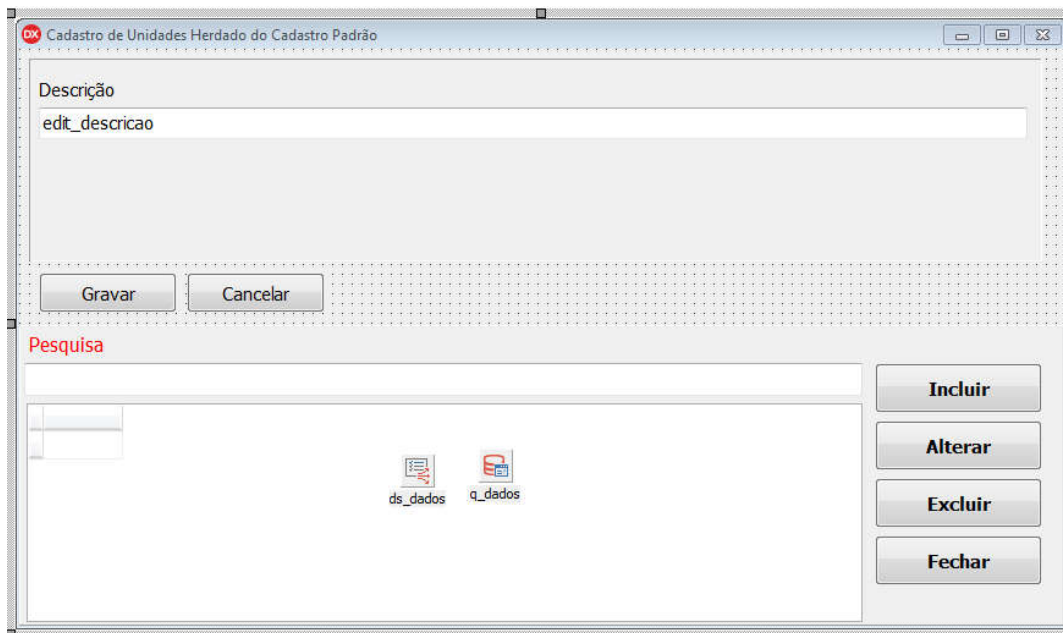 DX Cadastro de Unidades Herdado do Cadastro Padrão
Descrição
edit_descricao
Gravar Cancelar
Pesquisa
Incluir
Alterar
ds_dados q_dados
Excluir
Fechar